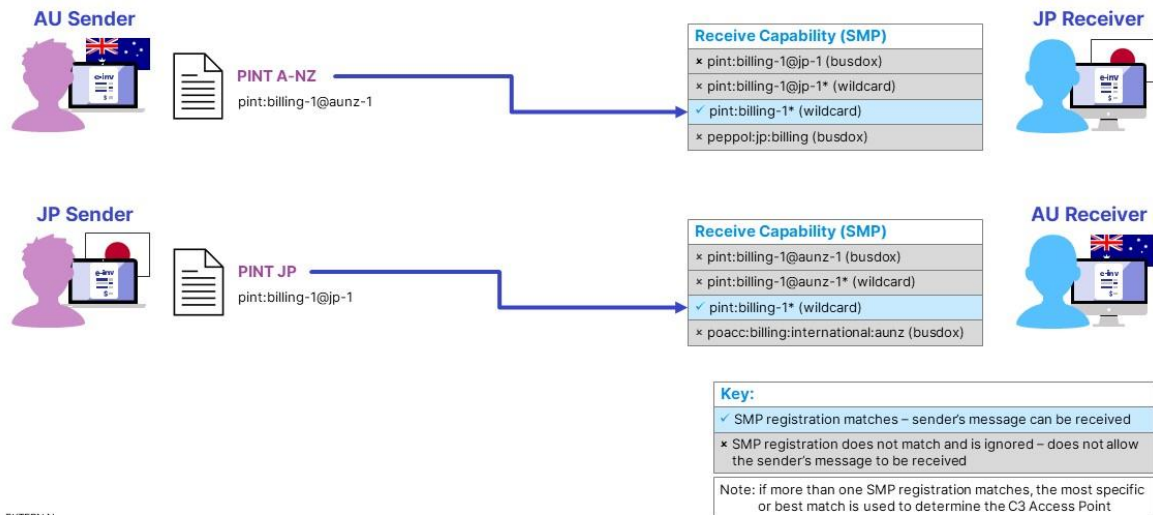 AU Sender
JP Receiver
e-inv
PINT A-NZ
pint:billing-1@aunz-1
Receive Capability (SMP)
× pint:billing-1@jp-1 (busdox)
× pint:billing-1@jp-1* (wildcard)
✓ pint:billing-1* (wildcard)
× peppol:jp:billing (busdox)
e-inv
JP Sender
AU Receiver
e-inv
PINT JP
pint:billing-1@jp-1
Receive Capability (SMP)
× pint:billing-1@aunz-1 (busdox)
× pint:billing-1@aunz-1* (wildcard)
✓ pint:billing-1* (wildcard)
× poacc:billing:international:aunz (busdox)
e-inv
Key:
✓ SMP registration matches – sender's message can be received
× SMP registration does not match and is ignored – does not allow
the sender's message to be received
Note: if more than one SMP registration matches, the most specific
or best match is used to determine the C3 Access Point